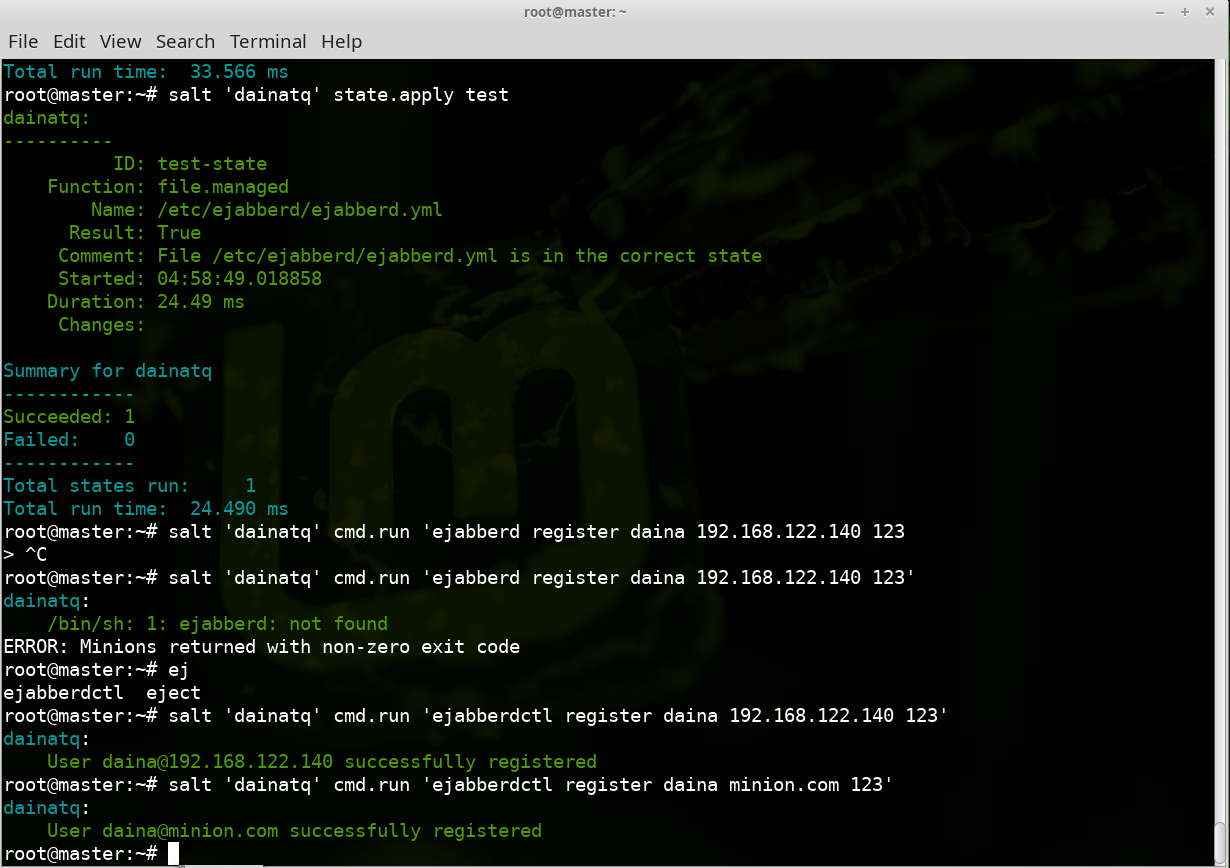 root@master: ~
File Edit View Search Terminal Help
Total run time:  33.566 ms
root@master:~# salt 'dainatq' state.apply test
dainatq:
----------
          ID: test-state
    Function: file.managed
        Name: /etc/ejabberd/ejabberd.yml
      Result: True
     Comment: File /etc/ejabberd/ejabberd.yml is in the correct state
     Started: 04:58:49.018858
    Duration: 24.49 ms
     Changes:
Summary for dainatq
------------
Succeeded: 1
Failed:    0
------------
Total states run:     1
Total run time:  24.490 ms
root@master:~# salt 'dainatq' cmd.run 'ejabberd register daina 192.168.122.140 123
> ^C
root@master:~# salt 'dainatq' cmd.run 'ejabberd register daina 192.168.122.140 123'
dainatq:
    /bin/sh: 1: ejabberd: not found
ERROR: Minions returned with non-zero exit code
root@master:~# ej
ejabberdctl  eject
root@master:~# salt 'dainatq' cmd.run 'ejabberdctl register daina 192.168.122.140 123'
dainatq:
    User daina@192.168.122.140 successfully registered
root@master:~# salt 'dainatq' cmd.run 'ejabberdctl register daina minion.com 123'
dainatq:
    User daina@minion.com successfully registered
root@master:~#